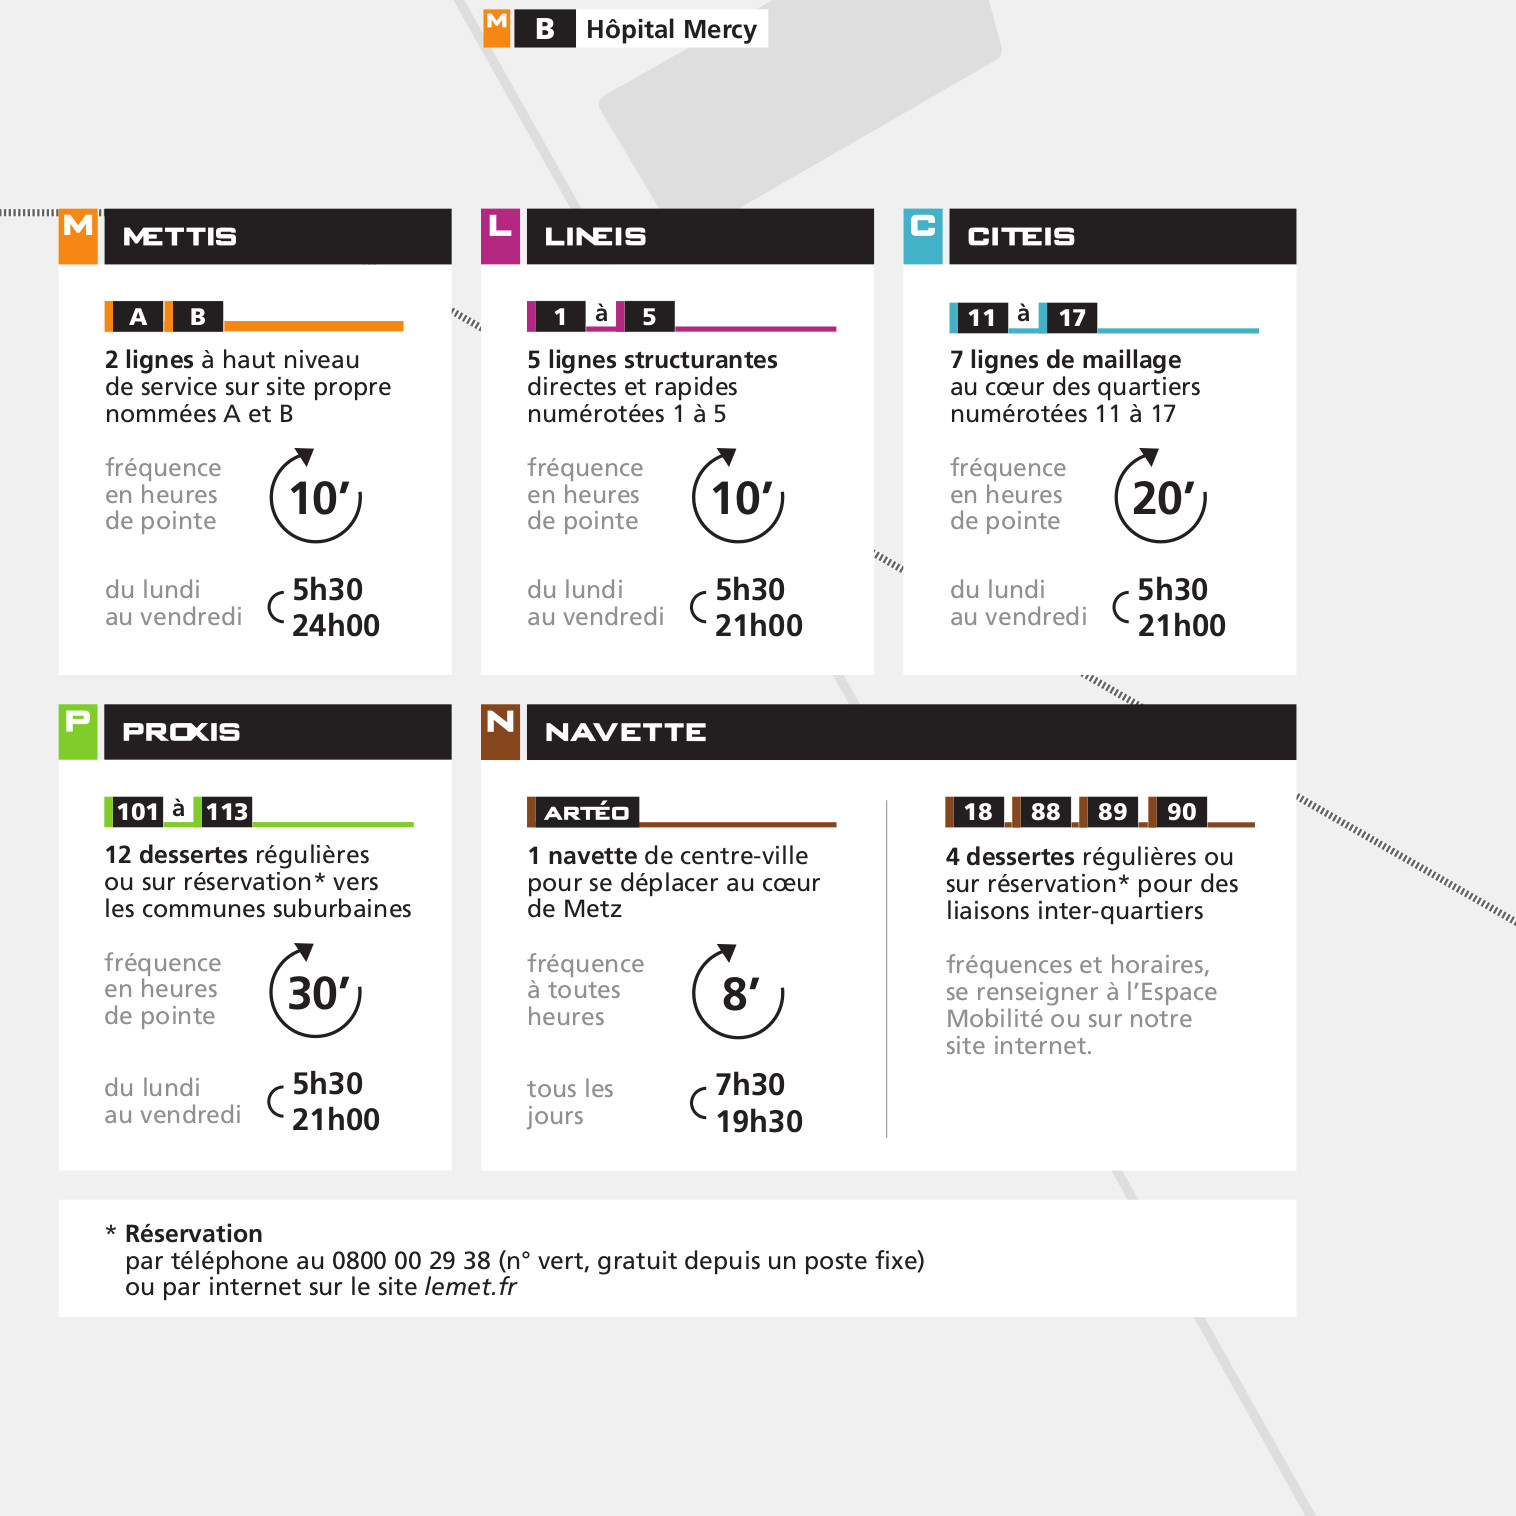 M B Hôpital Mercy
M METTIS
A B
2 lignes à haut niveau
de service sur site propre
nommées A et B
fréquence
en heures
de pointe
10’
du lundi
au vendredi
5h30
24h00
L LINEIS
1 à 5
5 lignes structurantes
directes et rapides
numérotées 1 à 5
fréquence
en heures
de pointe
10’
du lundi
au vendredi
5h30
21h00
C CITEIS
11 à 17
7 lignes de maillage
au cœur des quartiers
numérotées 11 à 17
fréquence
en heures
de pointe
20’
du lundi
au vendredi
5h30
21h00
P PROXIS
101 à 113
12 dessertes régulières
ou sur réservation* vers
les communes suburbaines
fréquence
en heures
de pointe
30’
du lundi
au vendredi
5h30
21h00
N NAVETTE
ARTÉO
1 navette de centre-ville
pour se déplacer au cœur
de Metz
fréquence
à toutes
heures
8’
tous les
jours
7h30
19h30
18 88 89 90
4 dessertes régulières ou
sur réservation* pour des
liaisons inter-quartiers
fréquences et horaires,
se renseigner à l’Espace
Mobilité ou sur notre
site internet.
* Réservation
par téléphone au 0800 00 29 38 (n° vert, gratuit depuis un poste fixe)
ou par internet sur le site lemet.fr